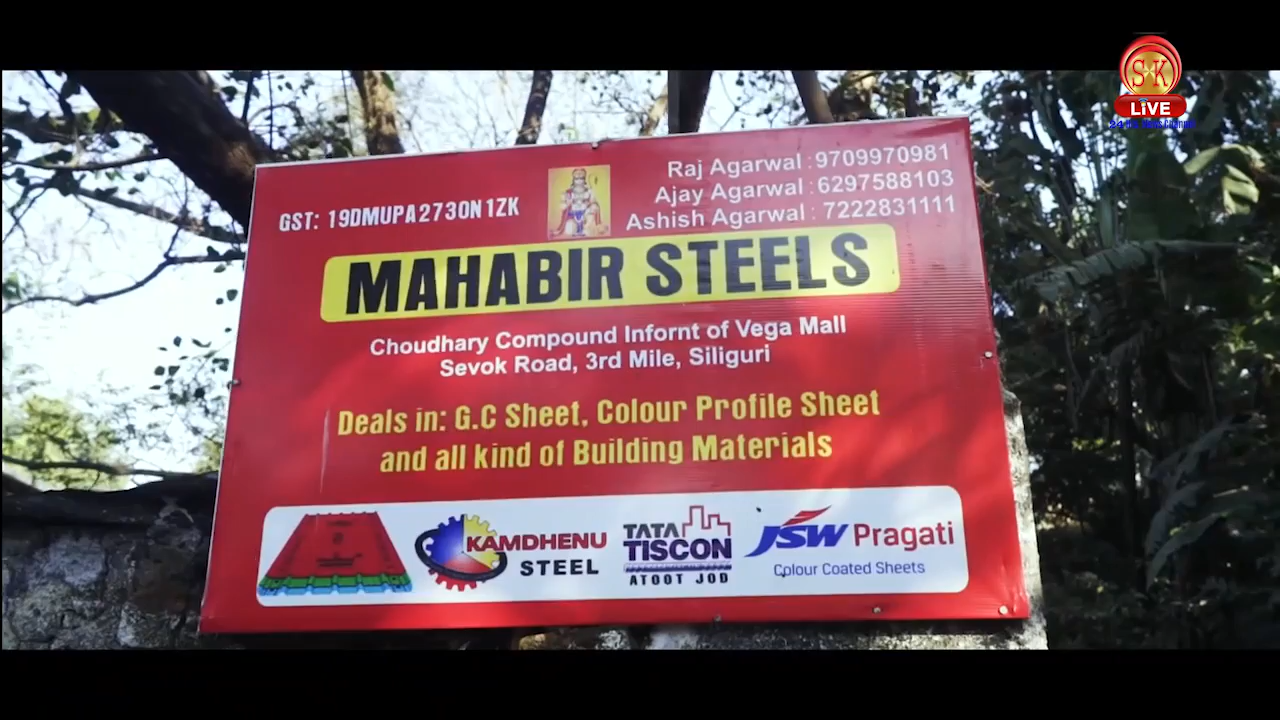 SK
LIVE
Raj Agarwal : 9709970981
Ajay Agarwal : 6297588103
Ashish Agarwal : 7222831111
GST: 19DMUPA2730N1ZK
MAHABIR STEELS
Choudhary Compound Infornt of Vega Mall
Sevok Road, 3rd Mile, Siliguri
Deals in: G.C Sheet, Colour Profile Sheet
and all kind of Building Materials
KAMDHENU
STEEL
TATA
TISCON
ATOOT JOD
JSW Pragati
Colour Coated Sheets